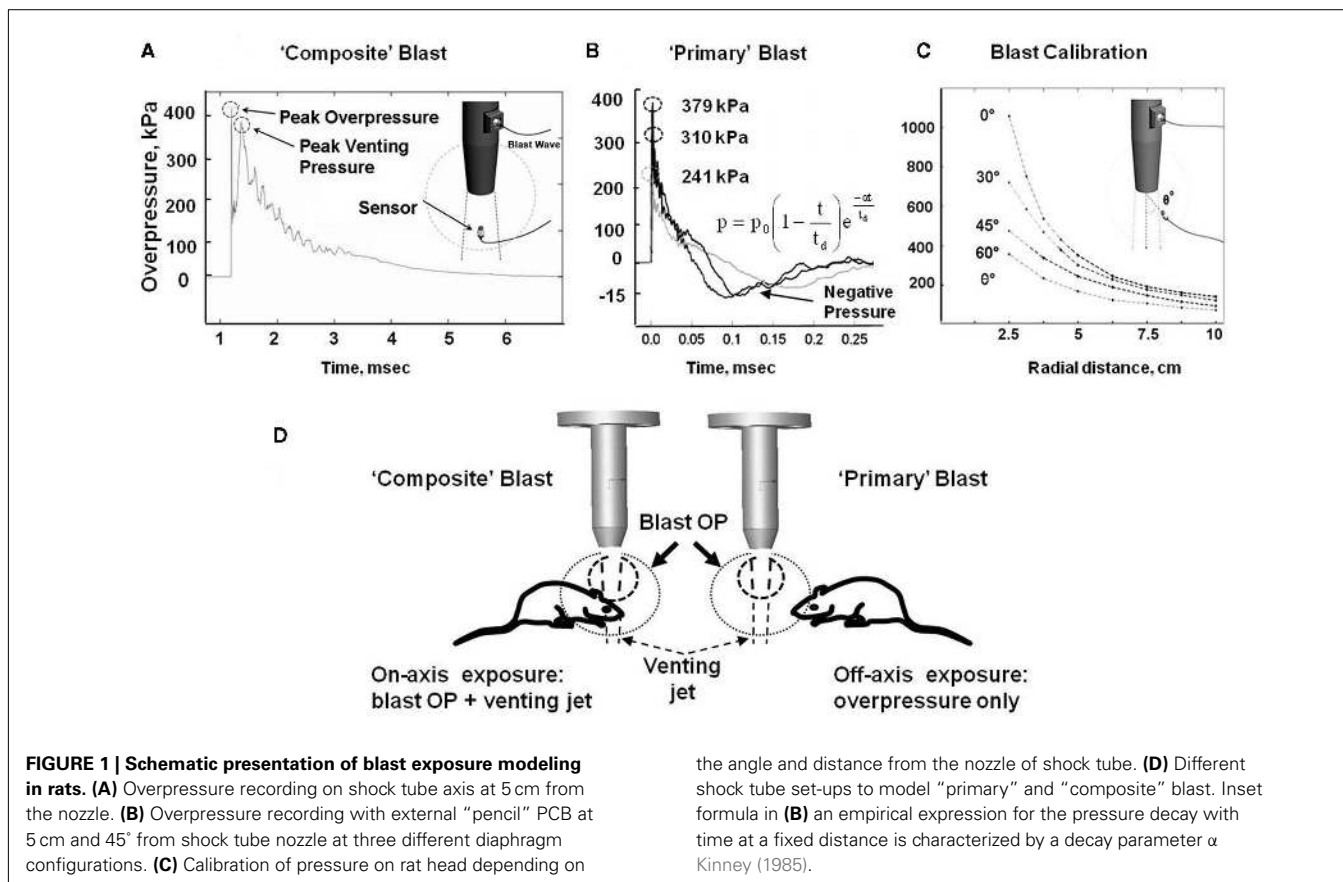 A
'Composite' Blast
400
300
200
100
0
Overpressure, kPa
Peak Overpressure
Peak Venting
Pressure
Blast Wave
Sensor
1 2 3 4 5 6
Time, msec
B
'Primary' Blast
400
300
200
100
0
-15
379 kPa
310 kPa
241 kPa
p = p₀(1 − t/t_d)e^(−αt/t_d)
Negative
Pressure
0.0 0.05 0.1 0.15 0.2 0.25
Time, msec
C
Blast Calibration
1000
800
600
400
200
0°
30°
45°
60°
θ°
θ°
2.5 5 7.5 10
Radial distance, cm
D
'Composite' Blast
'Primary' Blast
Blast OP
Venting
jet
On-axis exposure:
blast OP + venting jet
Off-axis exposure:
overpressure only
FIGURE 1 | Schematic presentation of blast exposure modeling
in rats. (A) Overpressure recording on shock tube axis at 5 cm from
the nozzle. (B) Overpressure recording with external “pencil” PCB at
5 cm and 45° from shock tube nozzle at three different diaphragm
configurations. (C) Calibration of pressure on rat head depending on
the angle and distance from the nozzle of shock tube. (D) Different
shock tube set-ups to model “primary” and “composite” blast. Inset
formula in (B) an empirical expression for the pressure decay with
time at a fixed distance is characterized by a decay parameter α
Kinney (1985).